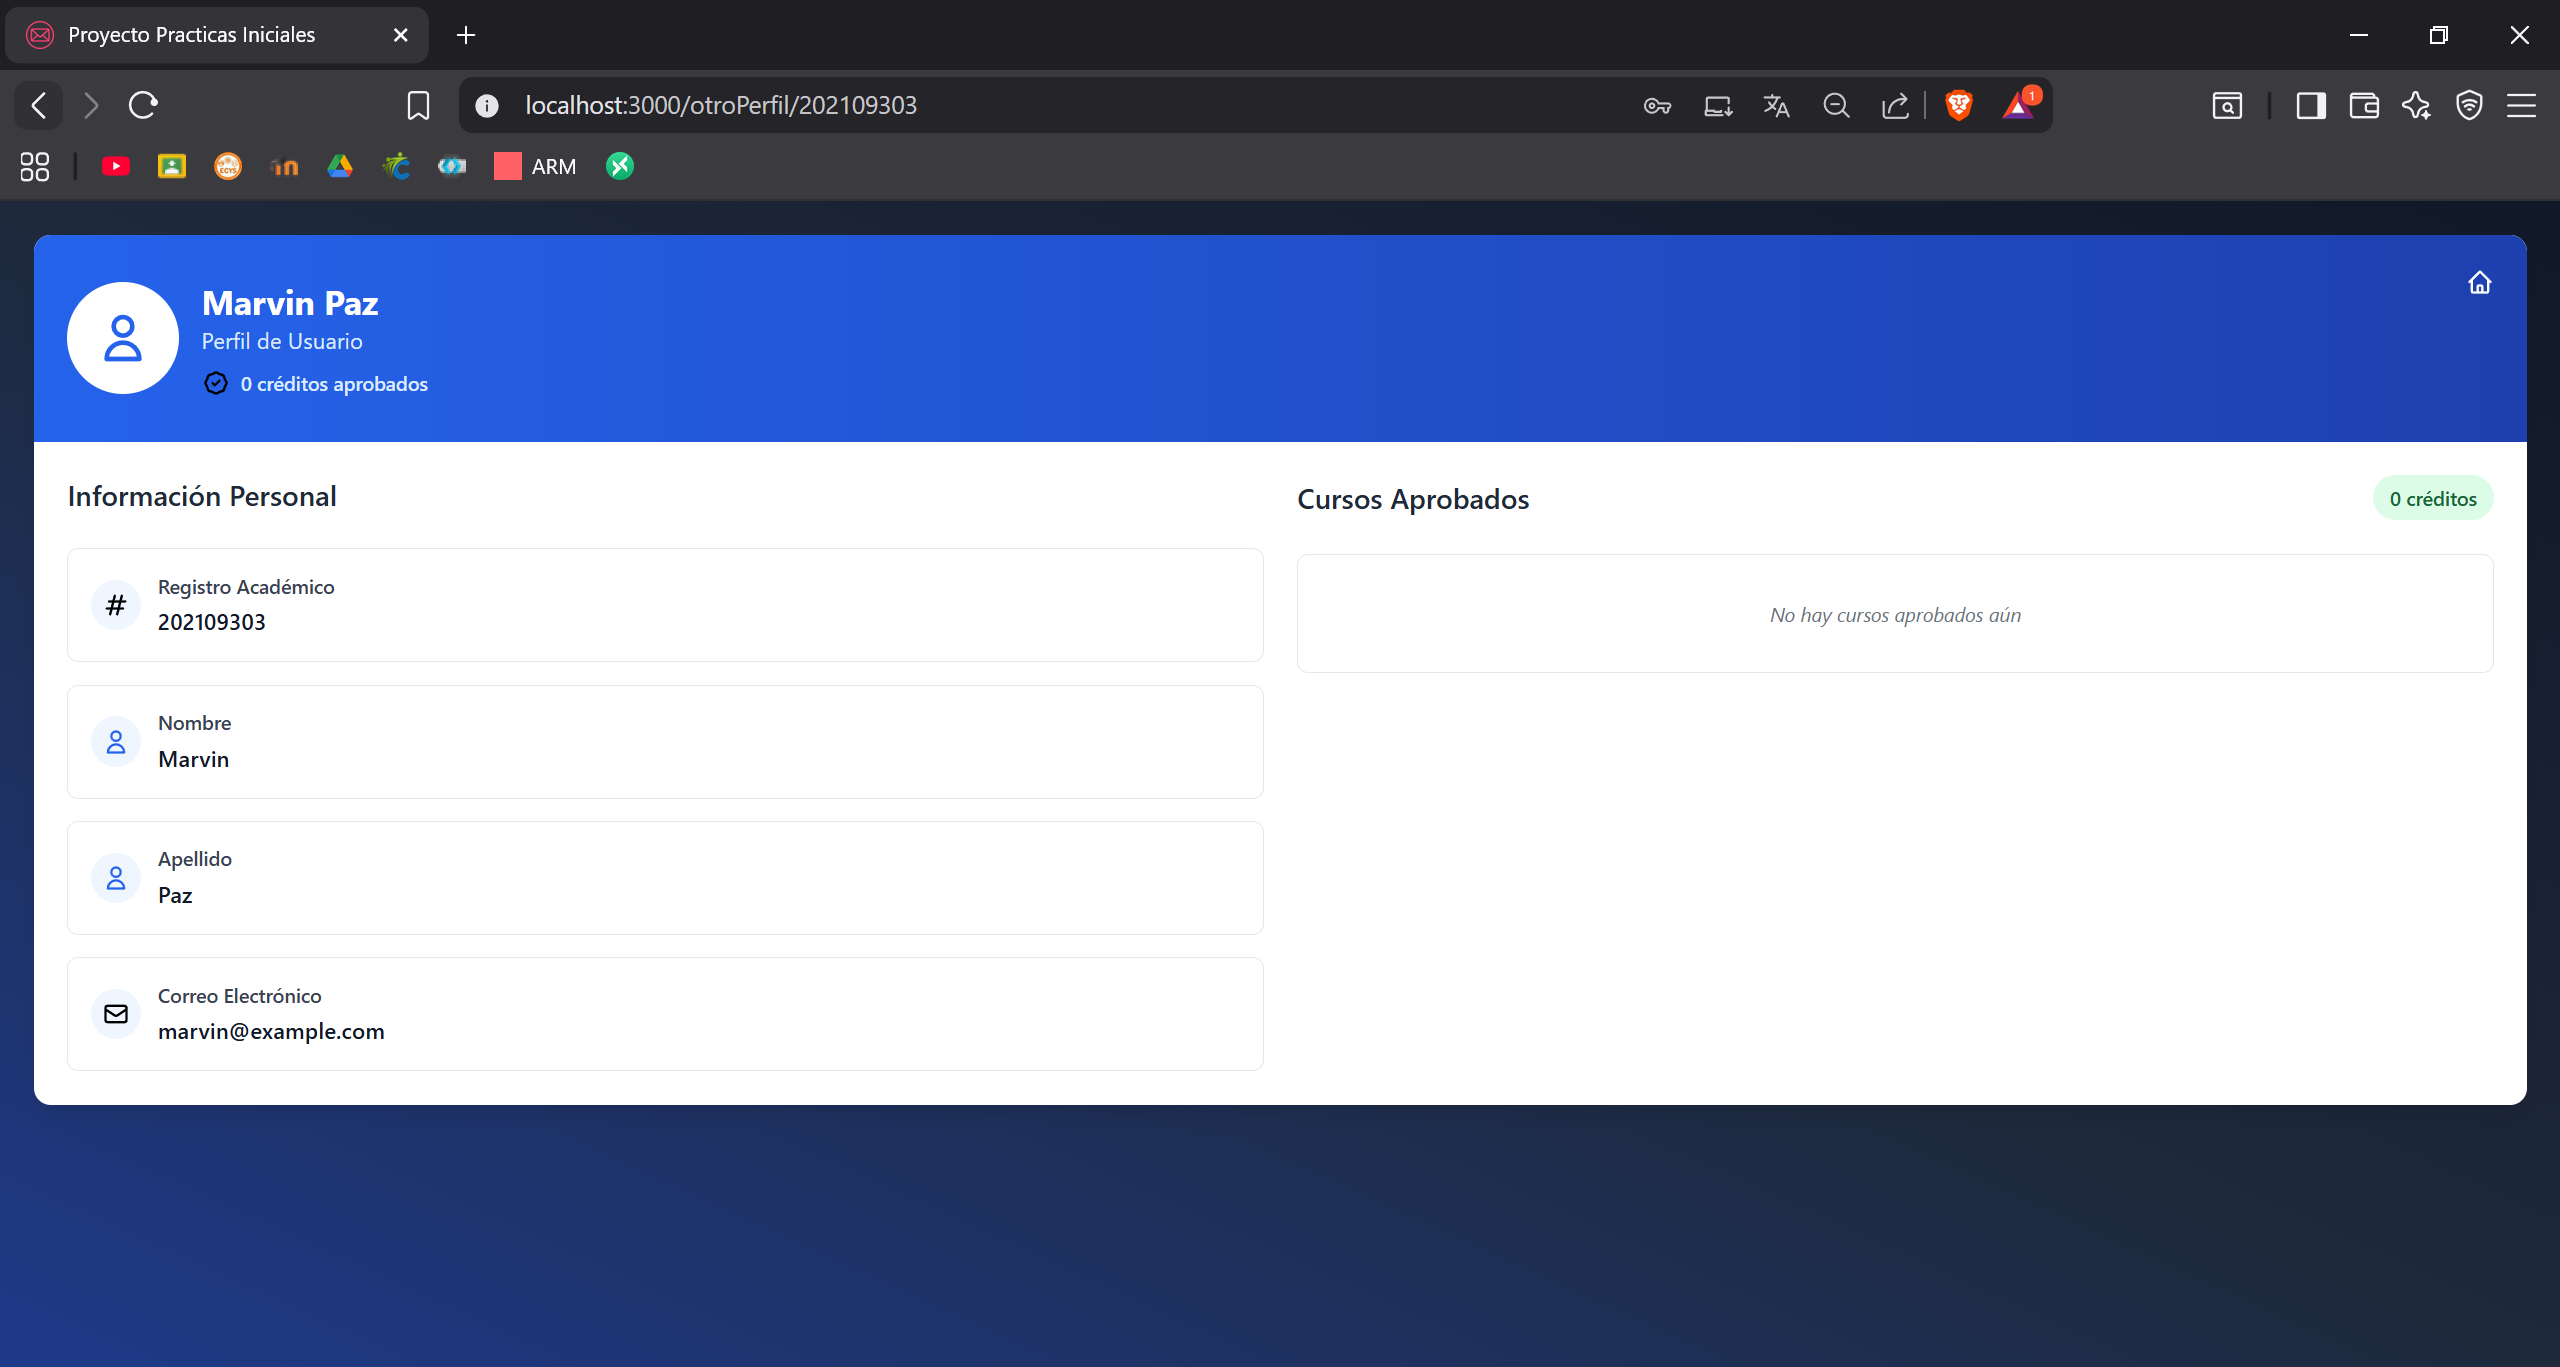 Proyecto Practicas Iniciales
localhost:3000/otroPerfil/202109303
1
ECYS
ARM
Marvin Paz
Perfil de Usuario
0 créditos aprobados
Información Personal
Registro Académico
202109303
Nombre
Marvin
Apellido
Paz
Correo Electrónico
marvin@example.com
Cursos Aprobados
0 créditos
No hay cursos aprobados aún